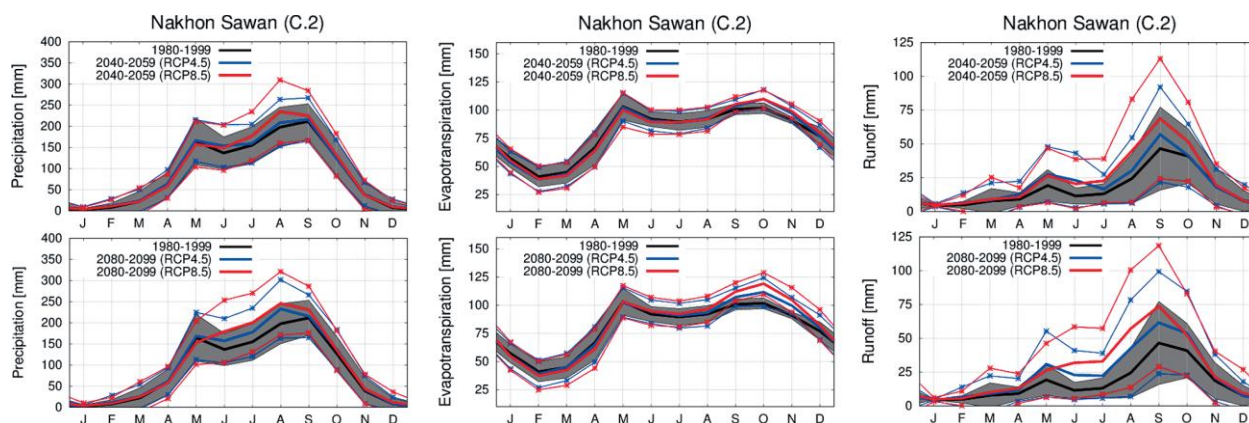 Nakhon Sawan (C.2)
Precipitation [mm]
400
350
300
250
200
150
100
50
0
1980-1999
2040-2059 (RCP4.5)
2040-2059 (RCP8.5)
J F M A M J J A S O N D
Nakhon Sawan (C.2)
Evapotranspiration [mm]
150
125
100
75
50
25
1980-1999
2040-2059 (RCP4.5)
2040-2059 (RCP8.5)
J F M A M J J A S O N D
Nakhon Sawan (C.2)
Runoff [mm]
125
100
75
50
25
0
1980-1999
2040-2059 (RCP4.5)
2040-2059 (RCP8.5)
J F M A M J J A S O N D
Precipitation [mm]
400
350
300
250
200
150
100
50
0
1980-1999
2080-2099 (RCP4.5)
2080-2099 (RCP8.5)
J F M A M J J A S O N D
Evapotranspiration [mm]
150
125
100
75
50
25
1980-1999
2080-2099 (RCP4.5)
2080-2099 (RCP8.5)
J F M A M J J A S O N D
Runoff [mm]
125
100
75
50
25
0
1980-1999
2080-2099 (RCP4.5)
2080-2099 (RCP8.5)
J F M A M J J A S O N D